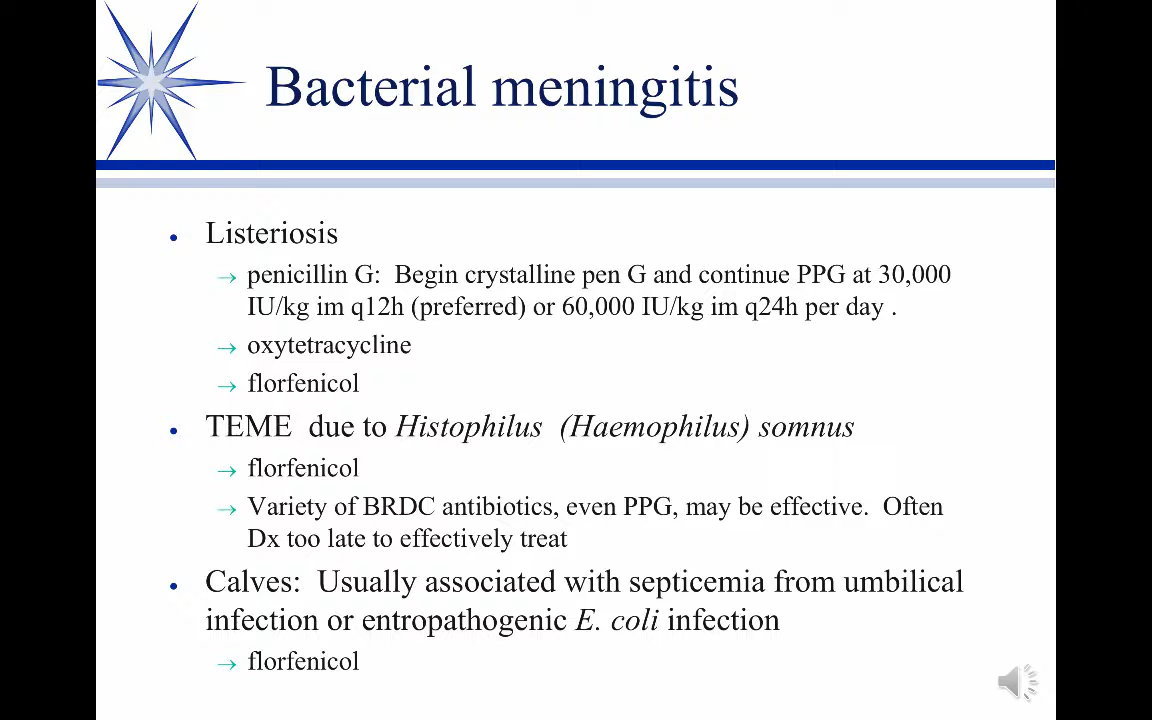 Bacterial meningitis
• Listeriosis
→ penicillin G: Begin crystalline pen G and continue PPG at 30,000
IU/kg im q12h (preferred) or 60,000 IU/kg im q24h per day .
→ oxytetracycline
→ florfenicol
• TEME due to Histophilus (Haemophilus) somnus
→ florfenicol
→ Variety of BRDC antibiotics, even PPG, may be effective. Often
Dx too late to effectively treat
• Calves: Usually associated with septicemia from umbilical
infection or entropathogenic E. coli infection
→ florfenicol